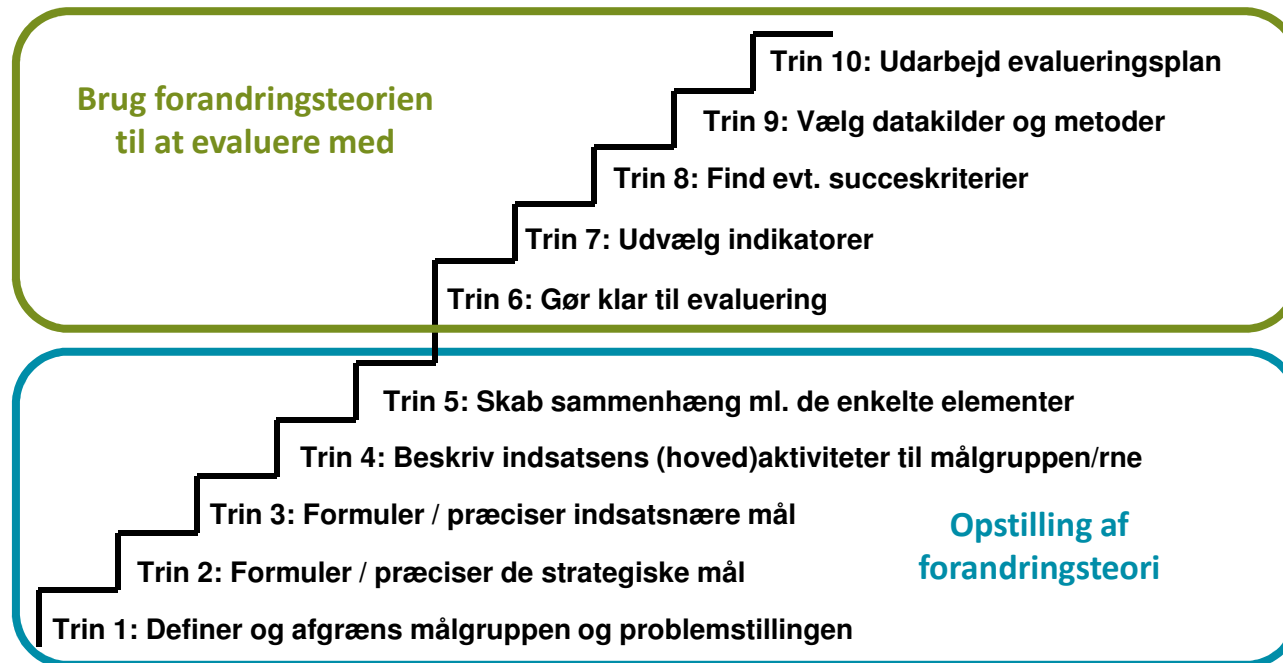 Trin 10: Udarbejd evalueringsplan
Brug forandringsteorien
til at evaluere med
Trin 9: Vælg datakilder og metoder
Trin 8: Find evt. succeskriterier
Trin 7: Udvælg indikatorer
Trin 6: Gør klar til evaluering
Trin 5: Skab sammenhæng ml. de enkelte elementer
Trin 4: Beskriv indsatsens (hoved)aktiviteter til målgruppen/rne
Trin 3: Formuler / præciser indsatsnære mål
Opstilling af
forandringsteori
Trin 2: Formuler / præciser de strategiske mål
Trin 1: Definer og afgræns målgruppen og problemstillingen